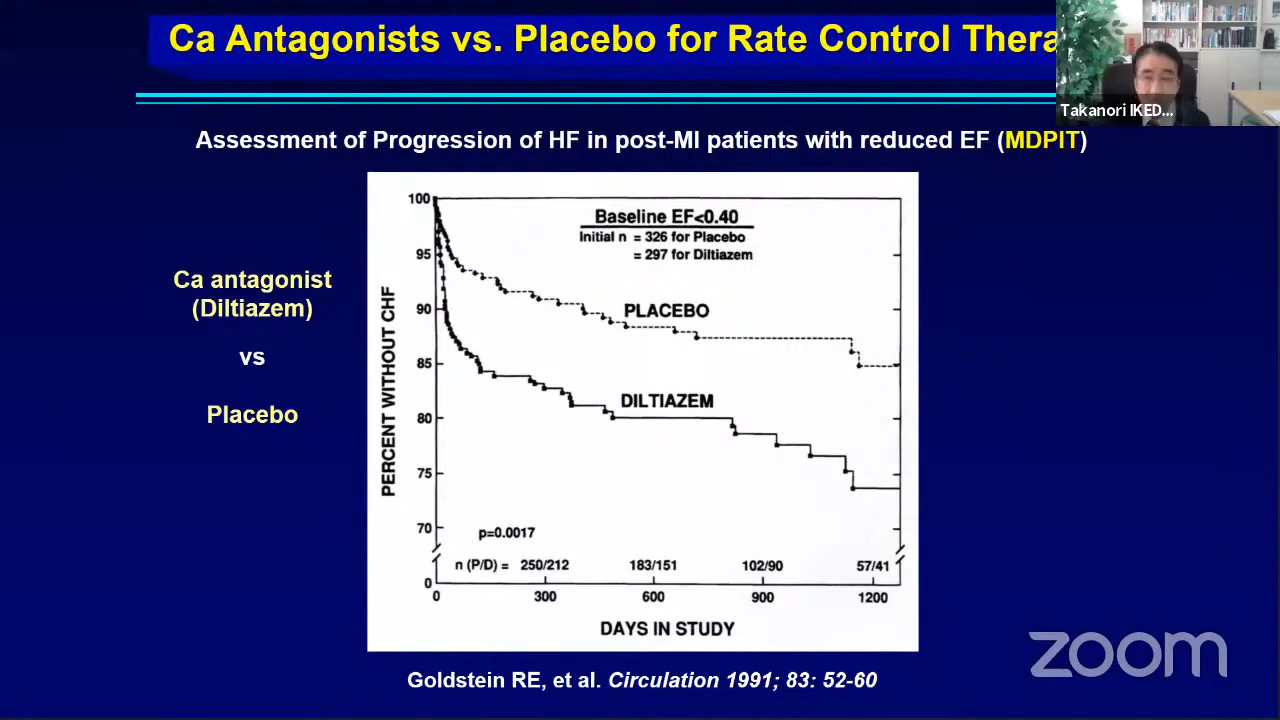 Ca Antagonists vs. Placebo for Rate Control Thera
Takanori IKED...
Assessment of Progression of HF in post-MI patients with reduced EF (MDPIT)
Ca antagonist
(Diltiazem)
vs
Placebo
PERCENT WITHOUT CHF
100
95
90
85
80
75
70
0
Baseline EF<0.40
Initial n = 326 for Placebo
= 297 for Diltiazem
PLACEBO
DILTIAZEM
p=0.0017
n (P/D) = 250/212 183/151 102/90 57/41
0 300 600 900 1200
DAYS IN STUDY
Goldstein RE, et al. Circulation 1991; 83: 52-60
zoom